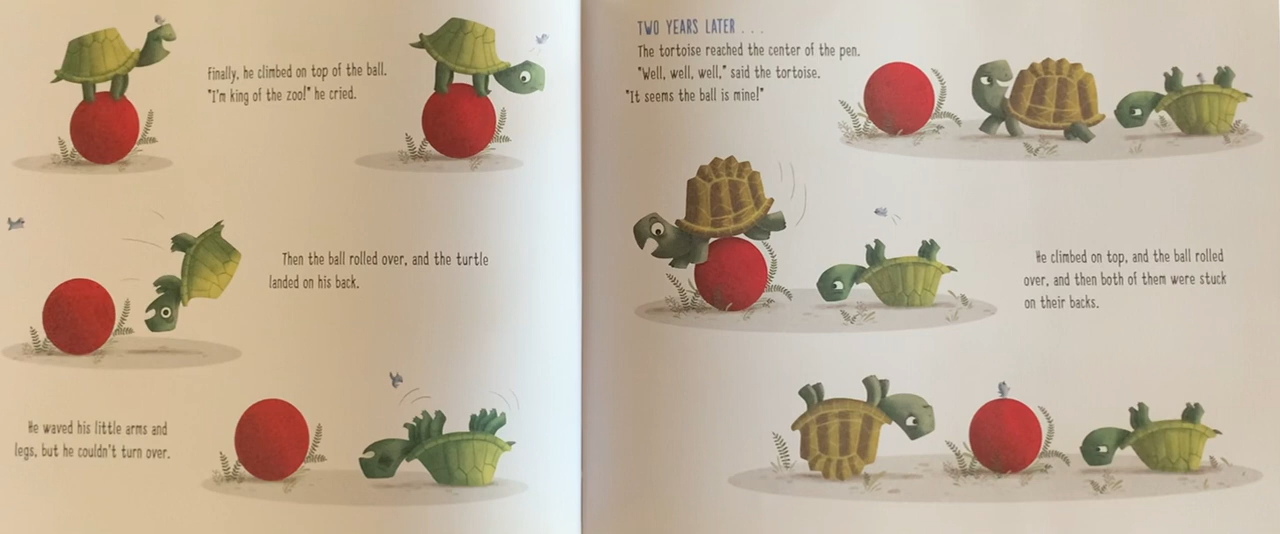 Finally, he climbed on top of the ball.
"I'm king of the zoo!" he cried.
Then the ball rolled over, and the turtle
landed on his back.
He waved his little arms and
legs, but he couldn't turn over.
TWO YEARS LATER . . .
The tortoise reached the center of the pen.
"Well, well, well," said the tortoise.
"It seems the ball is mine!"
He climbed on top, and the ball rolled
over, and then both of them were stuck
on their backs.